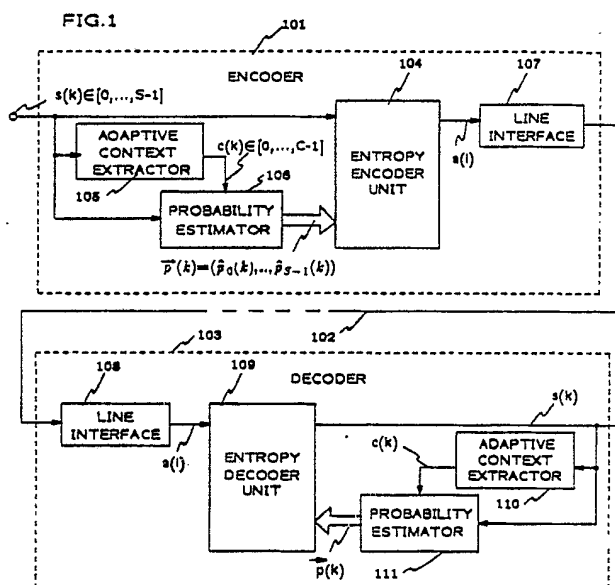 FIG.1
101
ENCODER
s(k)∈[0,...,S-1]
104
107
ADAPTIVE
CONTEXT
EXTRACTOR
105
c(k)∈[0,...,C-1]
106
PROBABILITY
ESTIMATOR
ENTROPY
ENCODER
UNIT
a(l)
LINE
INTERFACE
p⃗(k)=(p̂₀(k),..,p̂S-1(k))
103
102
108
109
DECODER
LINE
INTERFACE
a(l)
ENTROPY
DECODER
UNIT
s(k)
c(k)
ADAPTIVE
CONTEXT
EXTRACTOR
110
PROBABILITY
ESTIMATOR
p⃗(k)
111